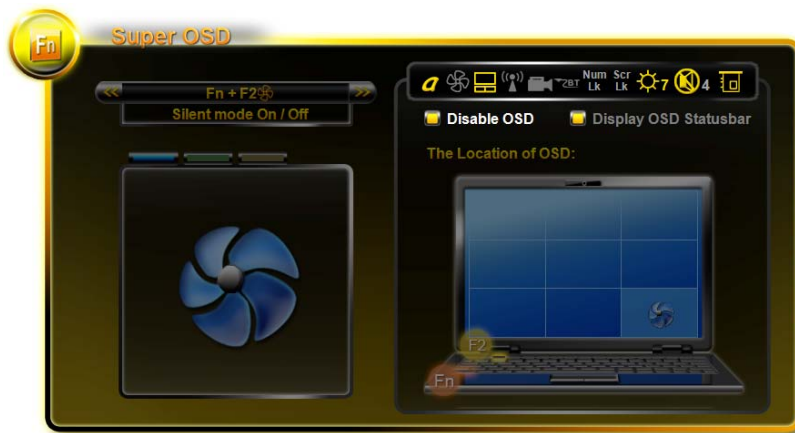 Fn
Super OSD
<< Fn + F2 >>
Silent mode On / Off
a ZBT Num Lk Scr Lk 7 4
Disable OSD
Display OSD Statusbar
The Location of OSD:
F2
Fn